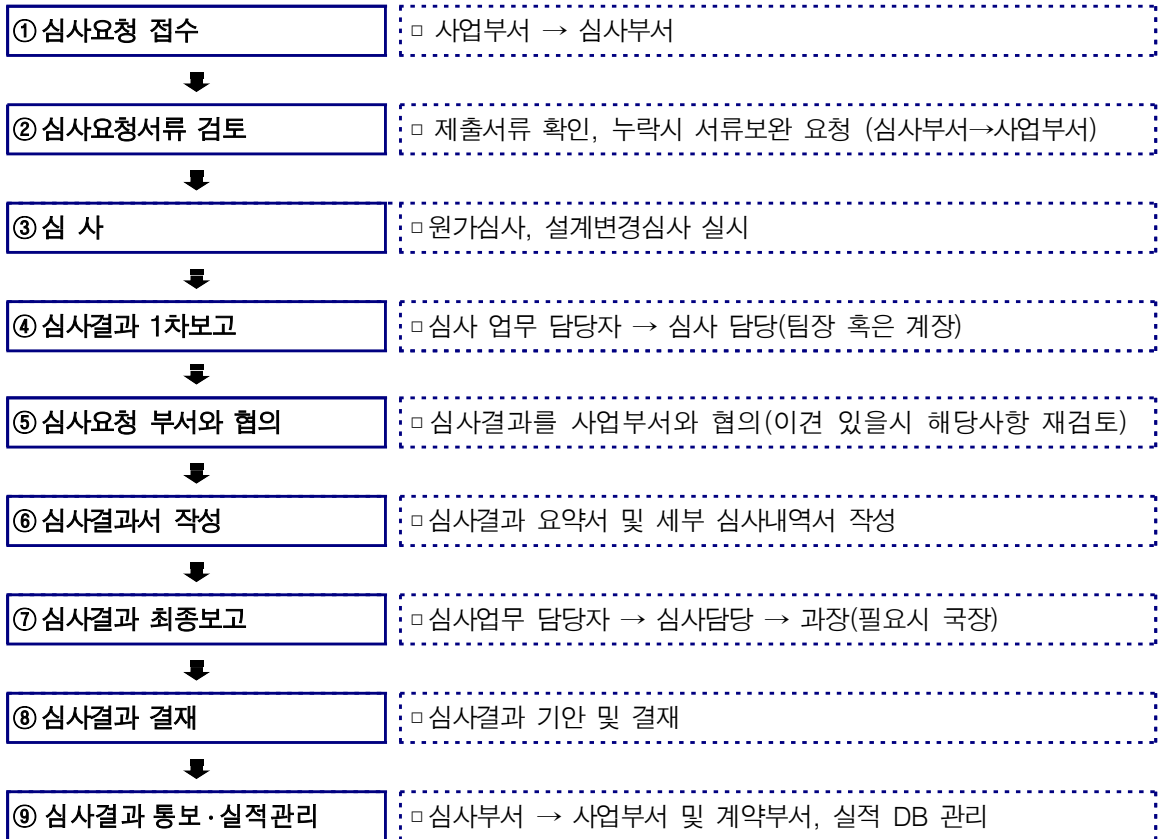 ① 심사요청 접수
□ 사업부서 → 심사부서
② 심사요청서류 검토
□ 제출서류 확인, 누락시 서류보완 요청 (심사부서→사업부서)
③ 심 사
□ 원가심사, 설계변경심사 실시
④ 심사결과 1차보고
□ 심사 업무 담당자 → 심사 담당(팀장 혹은 계장)
⑤ 심사요청 부서와 협의
□ 심사결과를 사업부서와 협의(이견 있을시 해당사항 재검토)
⑥ 심사결과서 작성
□ 심사결과 요약서 및 세부 심사내역서 작성
⑦ 심사결과 최종보고
□ 심사업무 담당자 → 심사담당 → 과장(필요시 국장)
⑧ 심사결과 결재
□ 심사결과 기안 및 결재
⑨ 심사결과 통보·실적관리
□ 심사부서 → 사업부서 및 계약부서, 실적 DB 관리